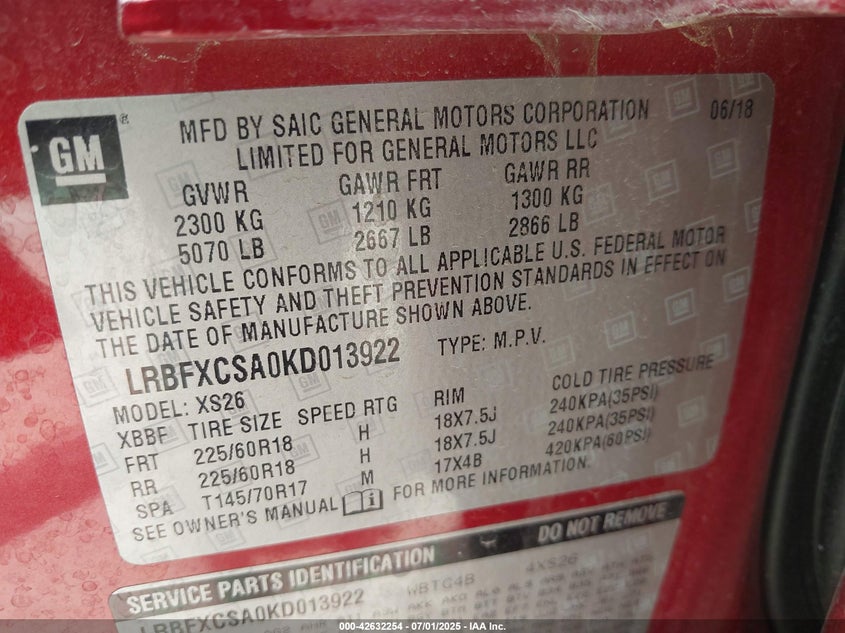 GM
MFD BY SAIC GENERAL MOTORS CORPORATION 06/18
LIMITED FOR GENERAL MOTORS LLC
GVWR GAWR FRT GAWR RR
2300 KG 1210 KG 1300 KG
5070 LB 2667 LB 2866 LB
THIS VEHICLE CONFORMS TO ALL APPLICABLE U.S. FEDERAL MOTOR
VEHICLE SAFETY AND THEFT PREVENTION STANDARDS IN EFFECT ON
THE DATE OF MANUFACTURE SHOWN ABOVE.
LRBFXCSA0KD013922 TYPE: M.P.V.
MODEL: XS26
XBBF TIRE SIZE SPEED RTG RIM COLD TIRE PRESSURE
FRT 225/60R18 H 18X7.5J 240KPA(35PSI)
RR 225/60R18 H 18X7.5J 240KPA(35PSI)
SPA T145/70R17 M 17X4B 420KPA(60PSI)
SEE OWNER'S MANUAL FOR MORE INFORMATION.
SERVICE PARTS IDENTIFICATION DO NOT REMOVE
LRBFXCSA0KD013922 WBTC4B 4XS26
000-42632254 - 07/01/2025 - IAA Inc.